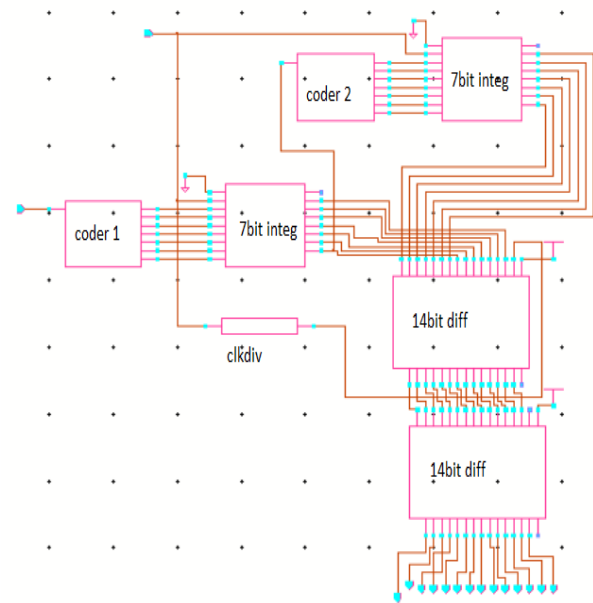 coder 2
7bit integ
coder 1
7bit integ
14bit diff
clkdiv
14bit diff